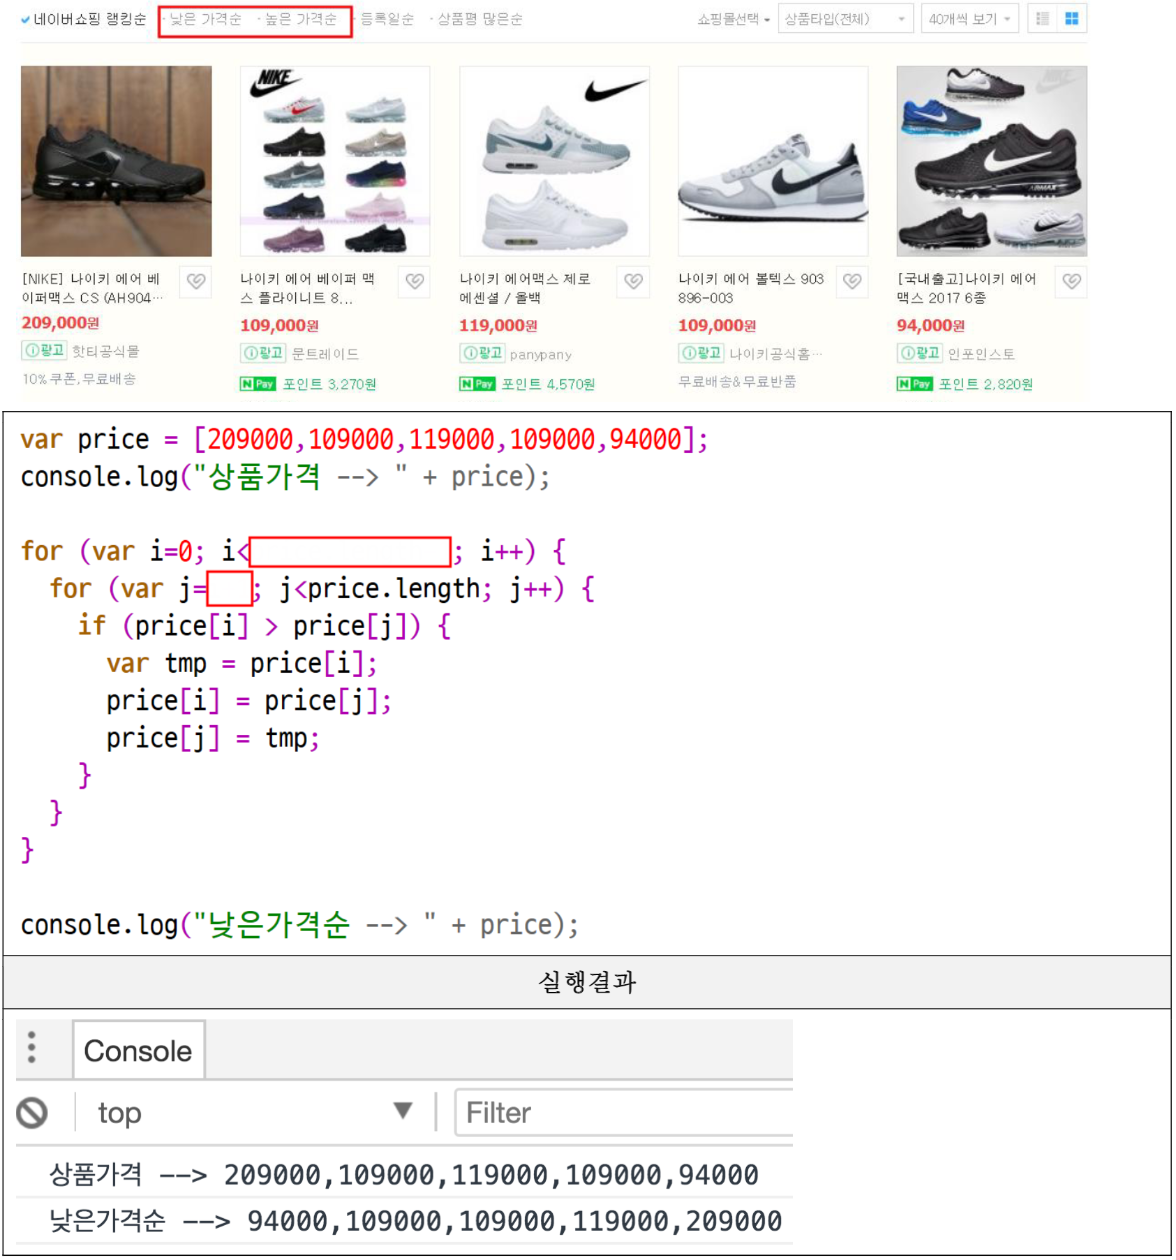 네이버쇼핑 랭킹순 · 낮은 가격순 · 높은 가격순 · 등록일순 · 상품평 많은순 쇼핑몰선택 상품타입(전체) 40개씩 보기
NIKE
AIRMAX
[NIKE] 나이키 에어 베
이퍼맥스 CS (AH904…
209,000원
광고 핫티공식몰
10% 쿠폰,무료배송
나이키 에어 베이퍼 맥
스 플라이니트 8...
109,000원
광고 문트레이드
N Pay 포인트 3,270원
나이키 에어맥스 제로
에센셜 / 올백
119,000원
광고 panypany
N Pay 포인트 4,570원
나이키 에어 볼텍스 903
896-003
109,000원
광고 나이키공식홈…
무료배송&무료반품
[국내출고]나이키 에어
맥스 2017 6종
94,000원
광고 인포인스토
N Pay 포인트 2,820원
var price = [209000,109000,119000,109000,94000];
console.log("상품가격 --> " + price);
for (var i=0; i< ; i++) {
for (var j= ; j<price.length; j++) {
if (price[i] > price[j]) {
var tmp = price[i];
price[i] = price[j];
price[j] = tmp;
}
}
}
console.log("낮은가격순 --> " + price);
실행결과
Console
top Filter
상품가격 --> 209000,109000,119000,109000,94000
낮은가격순 --> 94000,109000,109000,119000,209000